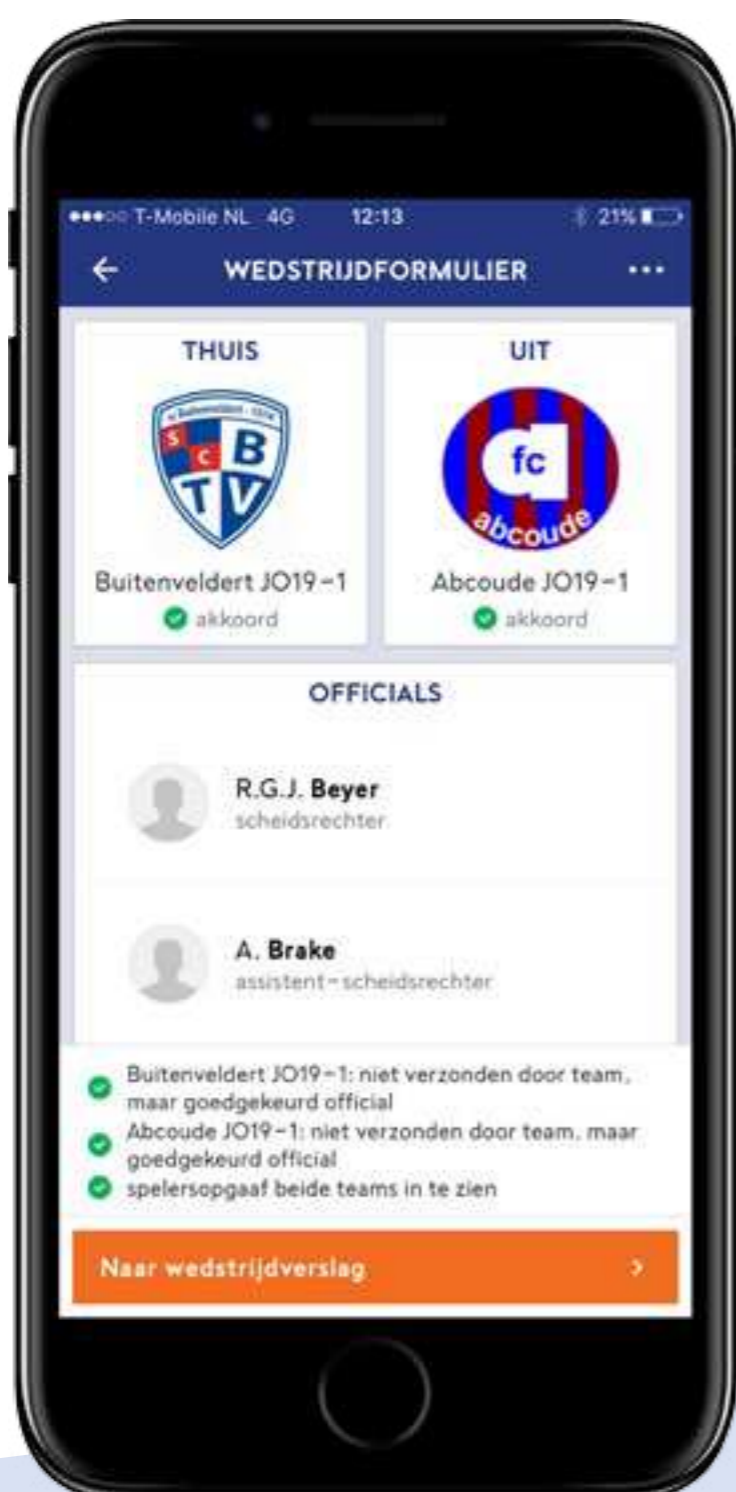 T-Mobile NL 4G 12:13 21%
WEDSTRIJDFORMULIER
THUIS
UIT
S C B
T V
fc
abcoude
Buitenveldert JO19-1
Abcoude JO19-1
akkoord
akkoord
OFFICIALS
R.G.J. Beyer
scheidsrechter
A. Brake
assistent-scheidsrechter
Buitenveldert JO19-1: niet verzonden door team,
maar goedgekeurd official
Abcoude JO19-1: niet verzonden door team, maar
goedgekeurd official
spelersopgaaf beide teams in te zien
Naar wedstrijdverslag